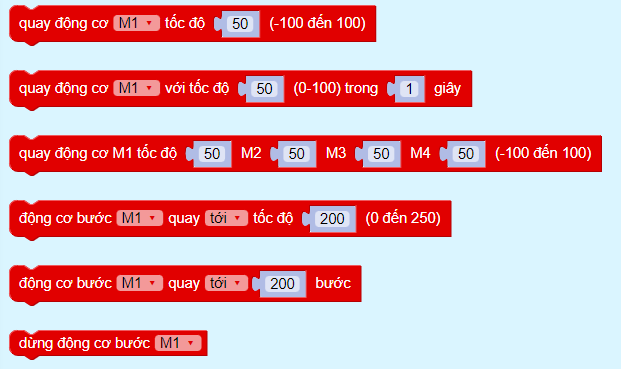 quay động cơ M1 tốc độ 50 (-100 đến 100)
quay động cơ M1 với tốc độ 50 (0-100) trong 1 giây
quay động cơ M1 tốc độ 50 M2 50 M3 50 M4 50 (-100 đến 100)
động cơ bước M1 quay tới tốc độ 200 (0 đến 250)
động cơ bước M1 quay tới 200 bước
dừng động cơ bước M1